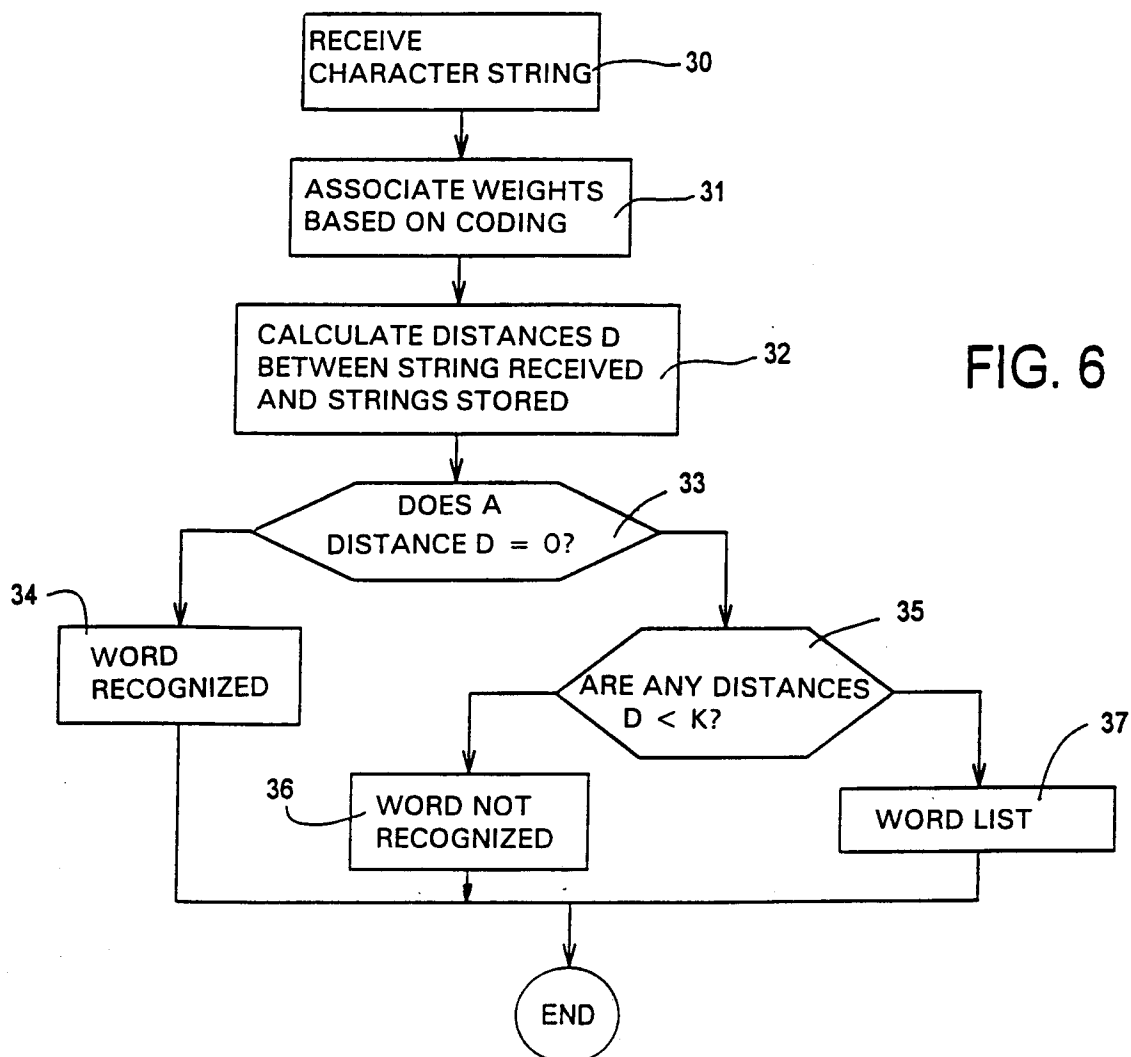 RECEIVE
CHARACTER STRING
30
ASSOCIATE WEIGHTS
BASED ON CODING
31
CALCULATE DISTANCES D
BETWEEN STRING RECEIVED
AND STRINGS STORED
32
FIG. 6
DOES A
DISTANCE D = 0?
33
34
WORD
RECOGNIZED
35
ARE ANY DISTANCES
D < K?
36
WORD NOT
RECOGNIZED
37
WORD LIST
END